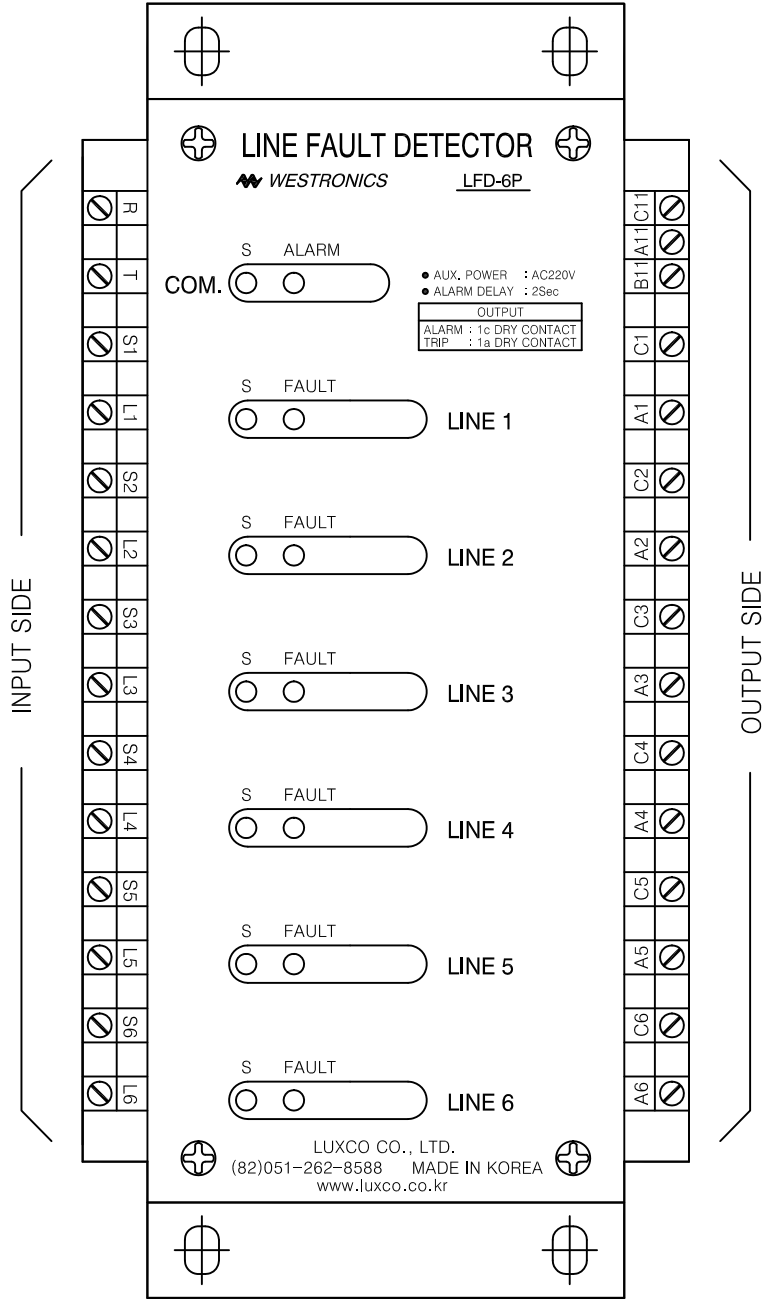 LINE FAULT DETECTOR
WESTRONICS LFD-6P
S ALARM
COM.
AUX. POWER : AC220V
ALARM DELAY : 2Sec
OUTPUT
ALARM : 1c DRY CONTACT
TRIP : 1a DRY CONTACT
S FAULT
LINE 1
S FAULT
LINE 2
S FAULT
LINE 3
S FAULT
LINE 4
S FAULT
LINE 5
S FAULT
LINE 6
LUXCO CO., LTD.
(82)051-262-8588 MADE IN KOREA
www.luxco.co.kr
INPUT SIDE
R
T
S1
L1
S2
L2
S3
L3
S4
L4
S5
L5
S6
L6
C11
A11
B11
C1
A1
C2
A2
C3
A3
C4
A4
C5
A5
C6
A6
OUTPUT SIDE